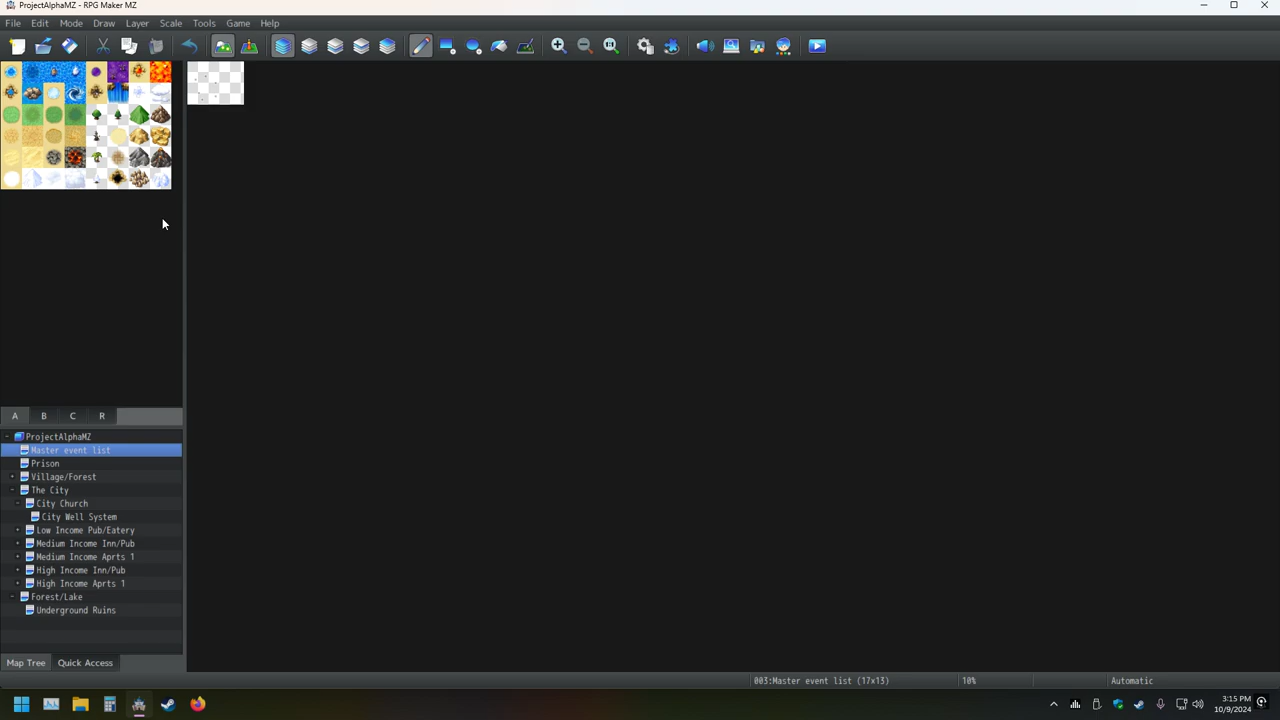 ProjectAlphaMZ - RPG Maker MZ
File Edit Mode Draw Layer Scale Tools Game Help
A B C R
ProjectAlphaMZ
Master event list
Prison
Village/Forest
The City
City Church
City Well System
Low Income Pub/Eatery
Medium Income Inn/Pub
Medium Income Aprts 1
High Income Inn/Pub
High Income Aprts 1
Forest/Lake
Underground Ruins
Map Tree Quick Access
003:Master event list (17x13) 10% Automatic
3:15 PM
10/9/2024